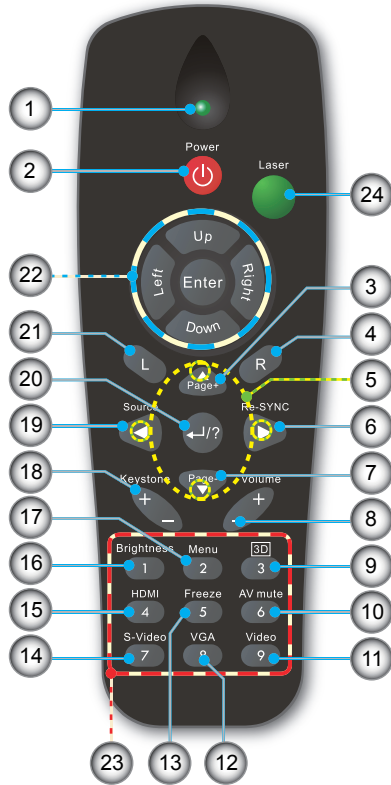 1
Power
2
Laser
24
Up
22
Left
Enter
Right
3
Down
21
L
R
4
Page+
5
20
Source
Re-SYNC
19
/?
6
18
Keystone
Page-
Volume
7
+
+
17
-
-
8
Brightness
Menu
3D
16
1
2
3
9
HDMI
Freeze
AV mute
15
4
5
6
10
S-Video
VGA
Video
14
7
8
9
11
23
13
12